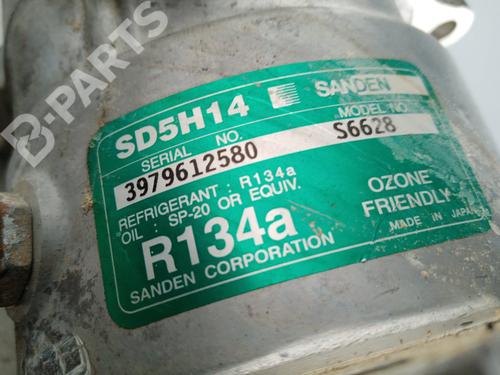 B-PARTS
SD5H14 SANDEN
SERIAL NO. MODEL NO.
3979612580 S6628
REFRIGERANT : R134a
OIL : SP-20 OR EQUIV.
R134a
OZONE
FRIENDLY
SANDEN CORPORATION
MADE IN JAPAN